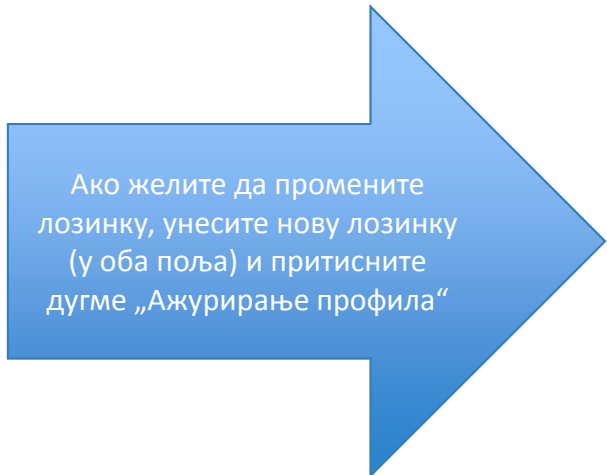 Ако желите да промените
лозинку, унесите нову лозинку
(у оба поља) и притисните
дугме „Ажурирање профила“